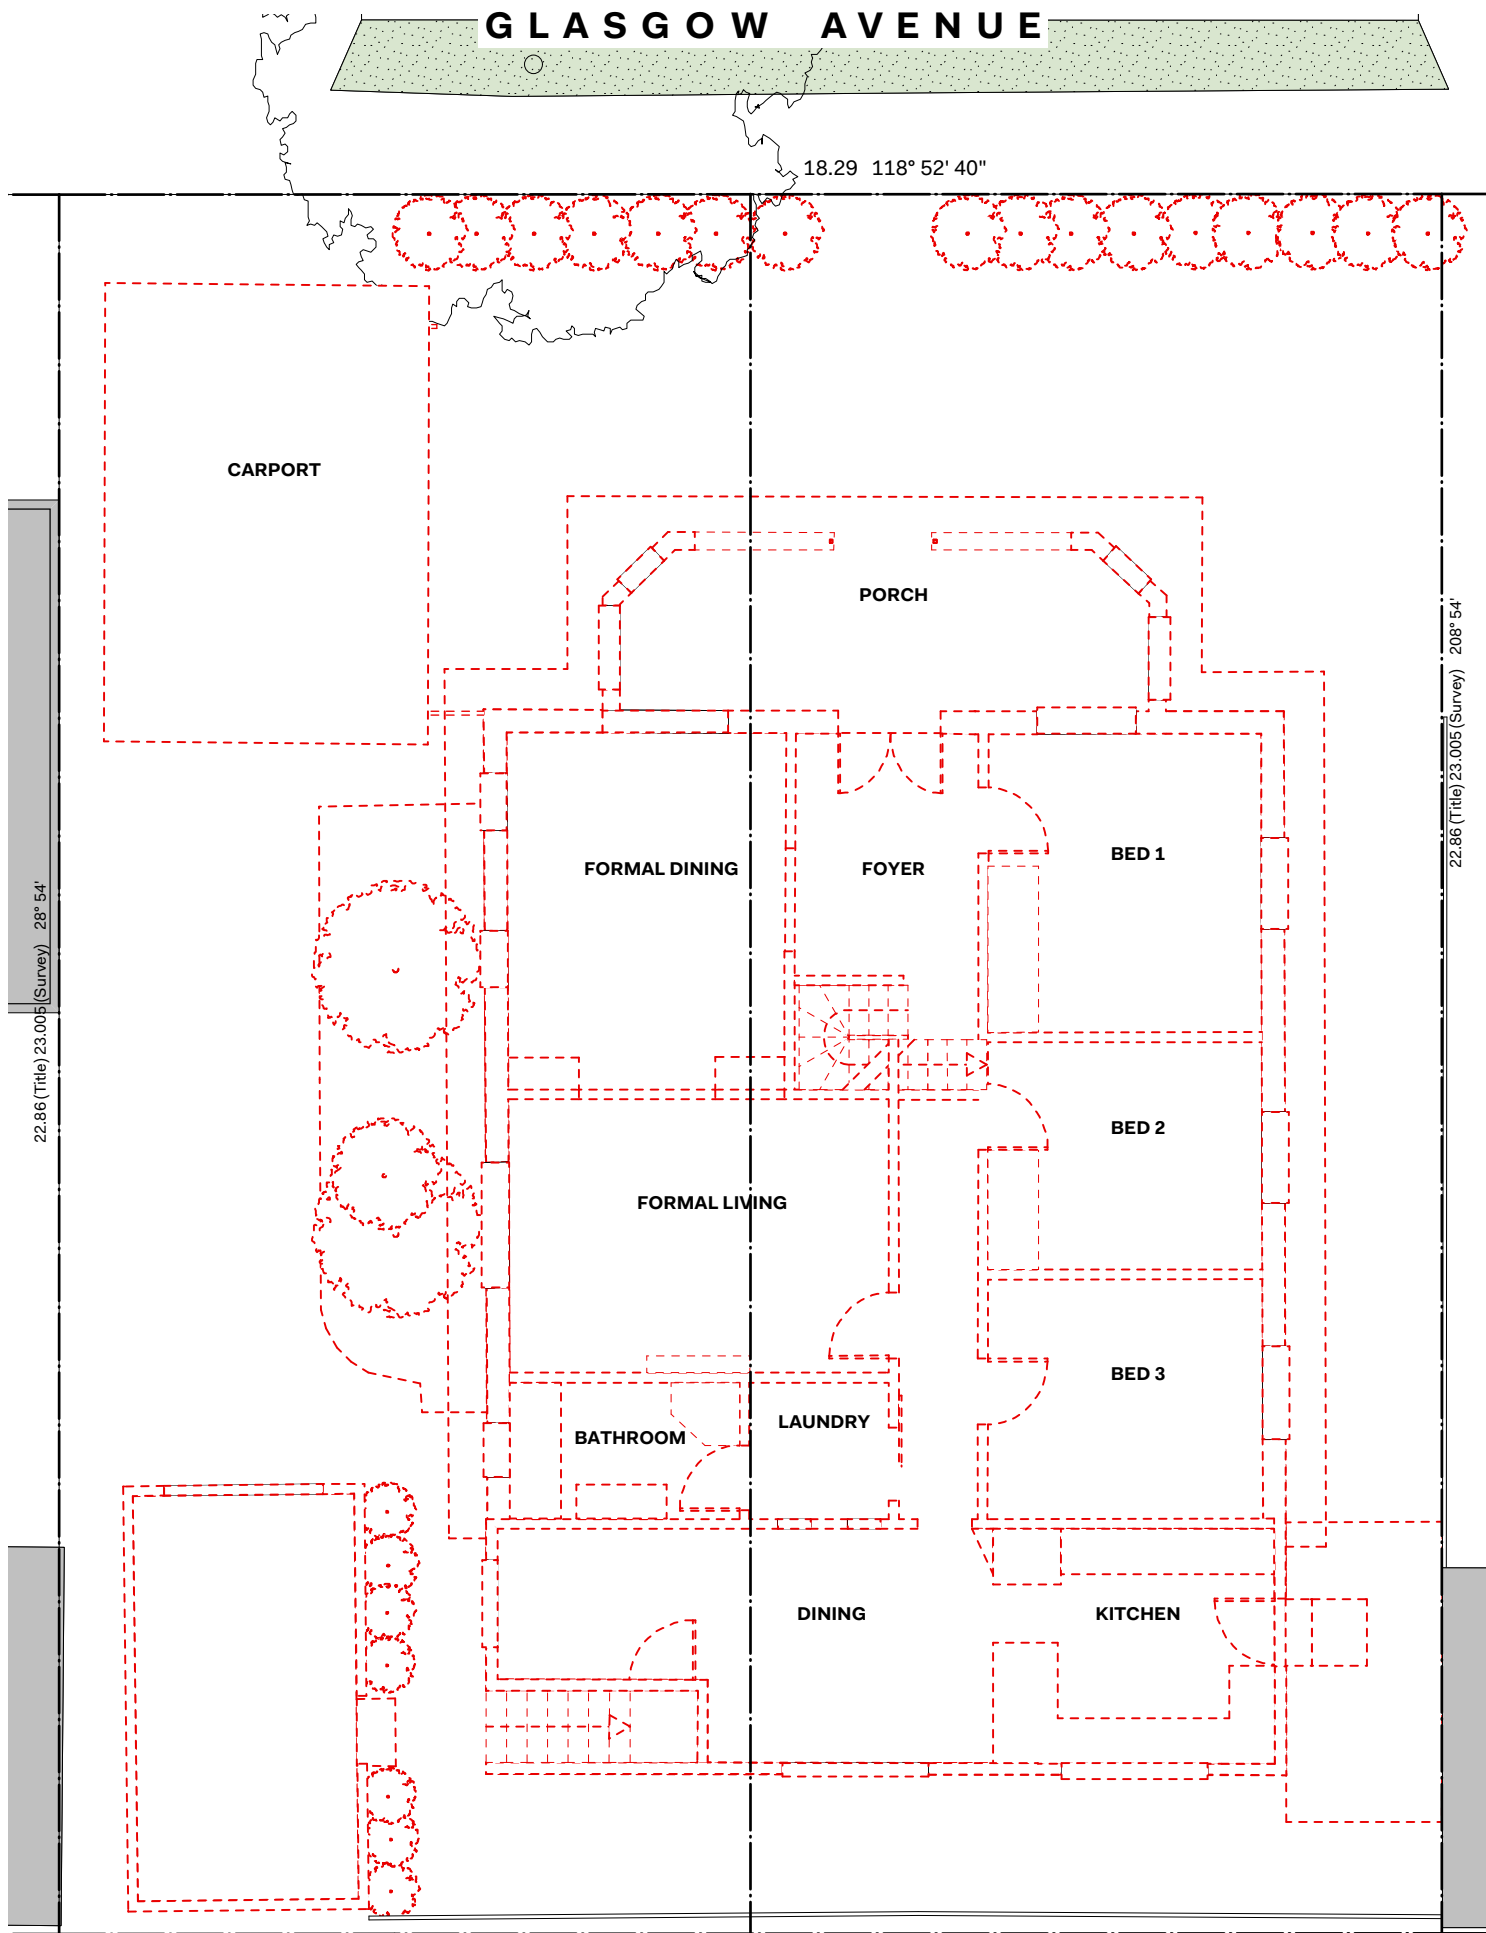 GLASGOW AVENUE
18.29 118° 52' 40"
CARPORT
PORCH
22.86 (Title) 23.005 (Survey) 208° 54'
FORMAL DINING
FOYER
BED 1
22.86 (Title) 23.005 (Survey) 28° 54'
BED 2
FORMAL LIVING
BED 3
LAUNDRY
BATHROOM
DINING
KITCHEN